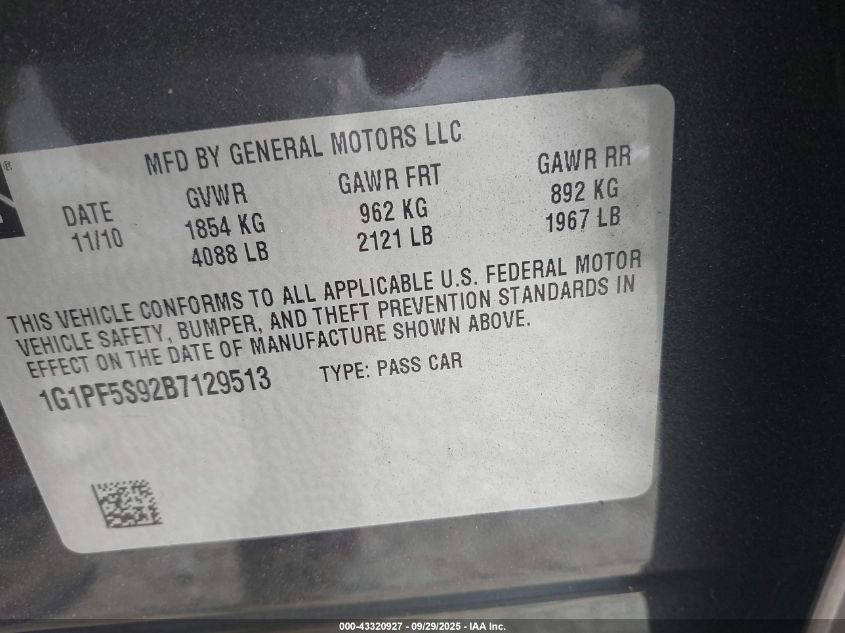 ®
MFD BY GENERAL MOTORS LLC
DATE GVWR GAWR FRT GAWR RR
11/10 1854 KG 962 KG 892 KG
4088 LB 2121 LB 1967 LB
THIS VEHICLE CONFORMS TO ALL APPLICABLE U.S. FEDERAL MOTOR
VEHICLE SAFETY, BUMPER, AND THEFT PREVENTION STANDARDS IN
EFFECT ON THE DATE OF MANUFACTURE SHOWN ABOVE.
1G1PF5S92B7129513 TYPE: PASS CAR
000-43320927 - 09/29/2025 - IAA Inc.